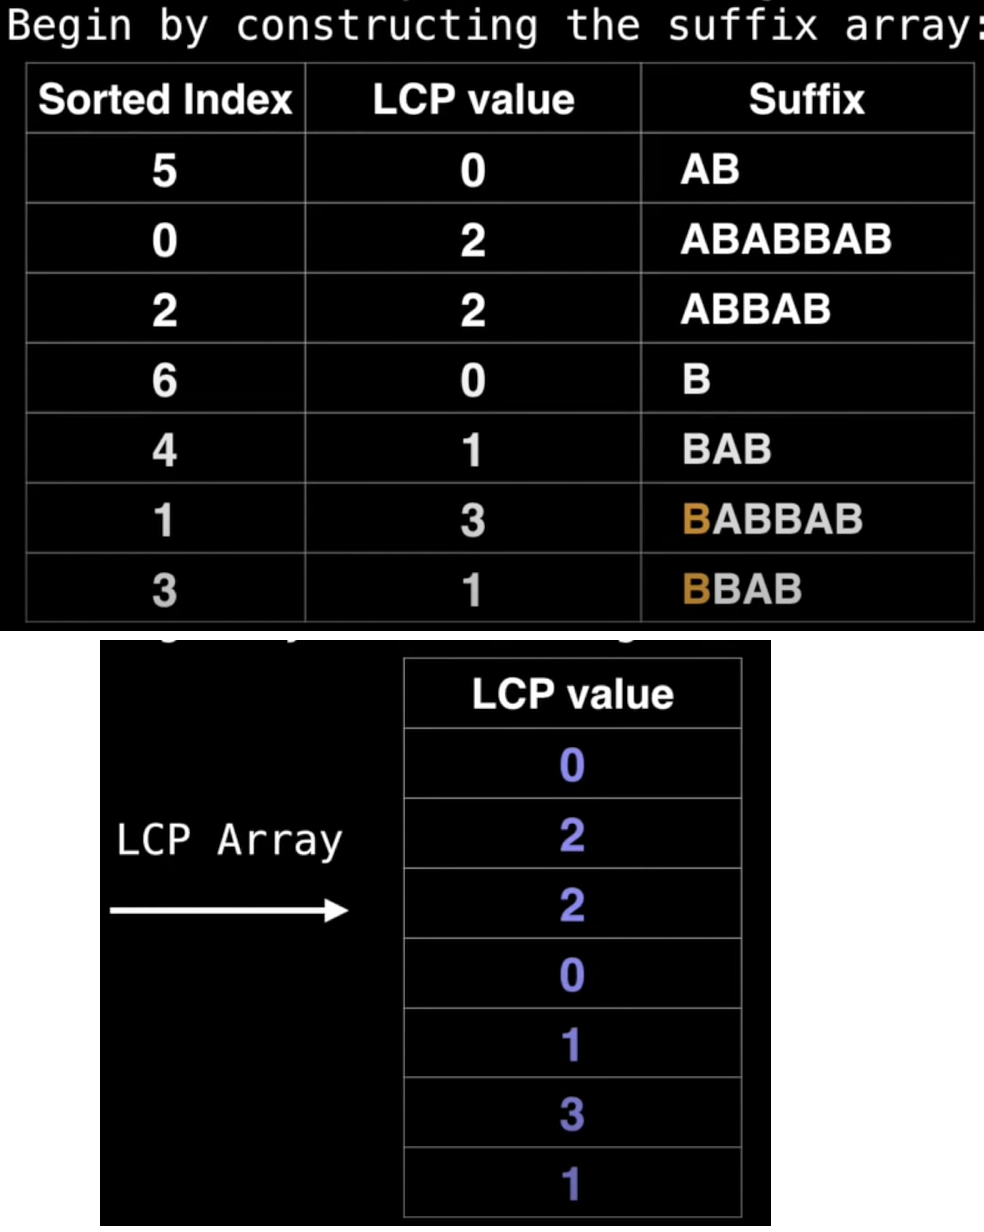 Begin by constructing the suffix array:
Sorted Index LCP value Suffix
5 0 AB
0 2 ABABBAB
2 2 ABBAB
6 0 B
4 1 BAB
1 3 BABBAB
3 1 BBAB
LCP value
0
2
LCP Array
2
0
1
3
1